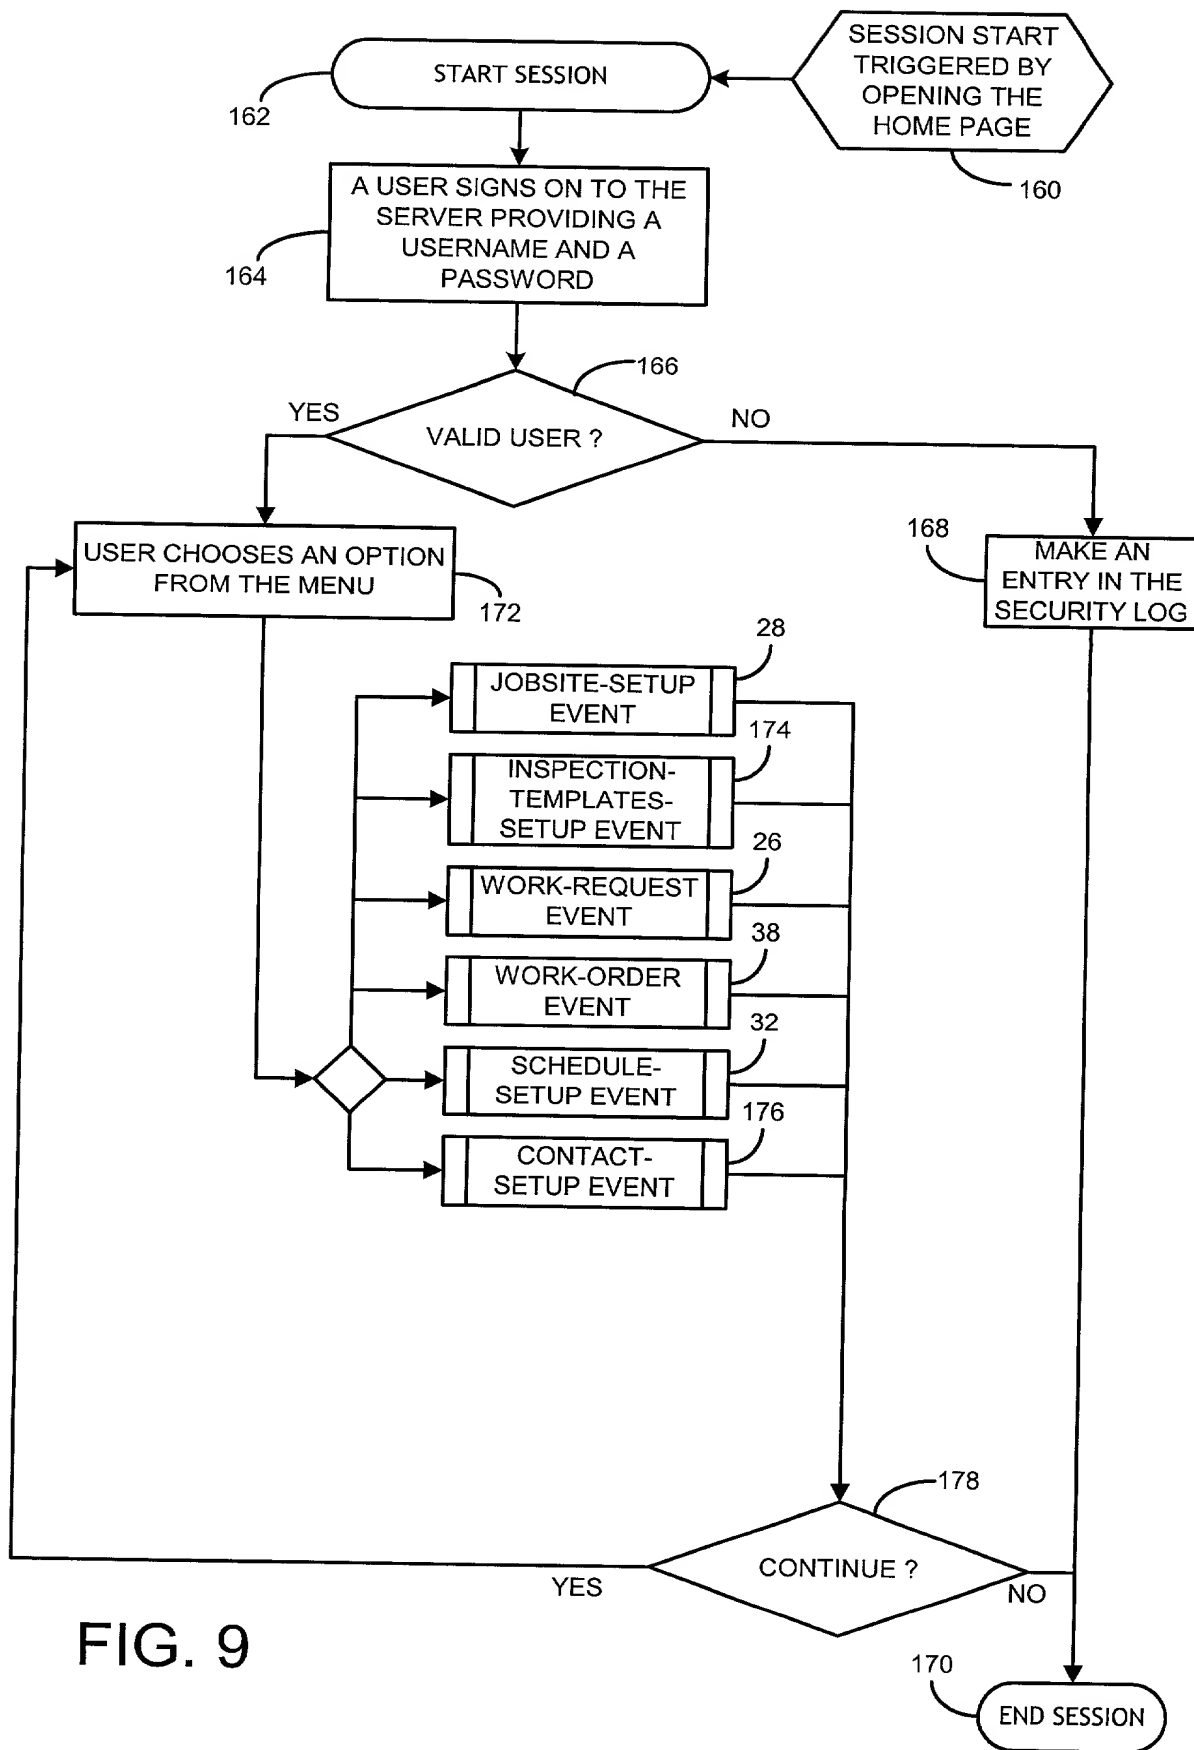 SESSION START
TRIGGERED BY
OPENING THE
HOME PAGE
START SESSION
162
160
A USER SIGNS ON TO THE
SERVER PROVIDING A
USERNAME AND A
PASSWORD
164
166
YES
VALID USER ?
NO
USER CHOOSES AN OPTION
FROM THE MENU
172
168
MAKE AN
ENTRY IN THE
SECURITY LOG
28
JOBSITE-SETUP
EVENT
174
INSPECTION-
TEMPLATES-
SETUP EVENT
26
WORK-REQUEST
EVENT
38
WORK-ORDER
EVENT
32
SCHEDULE-
SETUP EVENT
176
CONTACT-
SETUP EVENT
178
CONTINUE ?
YES
NO
FIG. 9
170
END SESSION